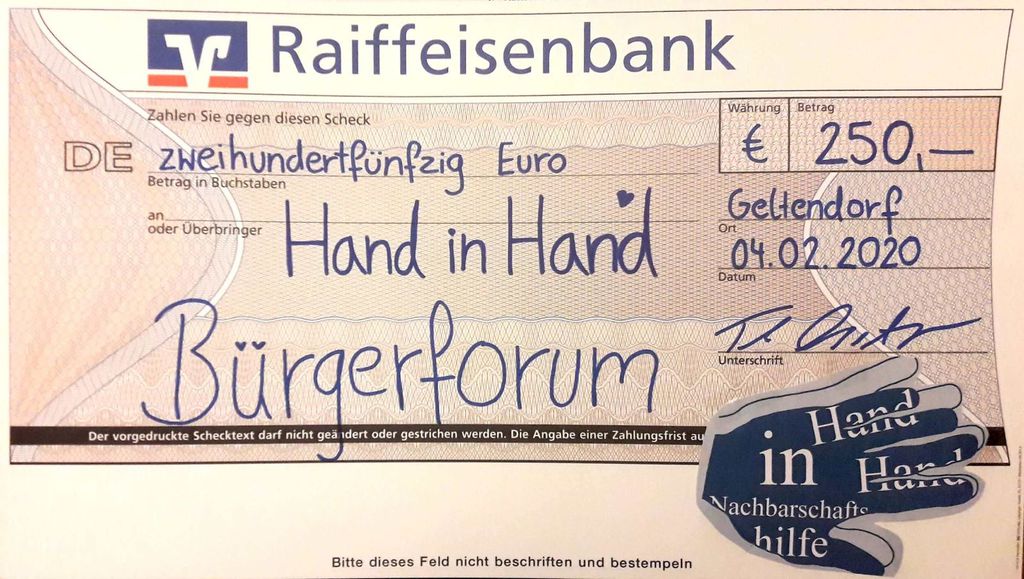 Raiffeisenbank
Zahlen Sie gegen diesen Scheck
Währung Betrag
DE zweihundertfünfzig Euro
€ 250,—
Betrag in Buchstaben
an
oder Überbringer
Hand in Hand
Geltendorf
Ort
04.02.2020
Datum
Bürgerforum
Unterschrift
Der vorgedruckte Schecktext darf nicht geändert oder gestrichen werden. Die Angabe einer Zahlungsfrist au
Hand
in
Hand
Nachbarschafts
hilfe
Bitte dieses Feld nicht beschriften und bestempeln